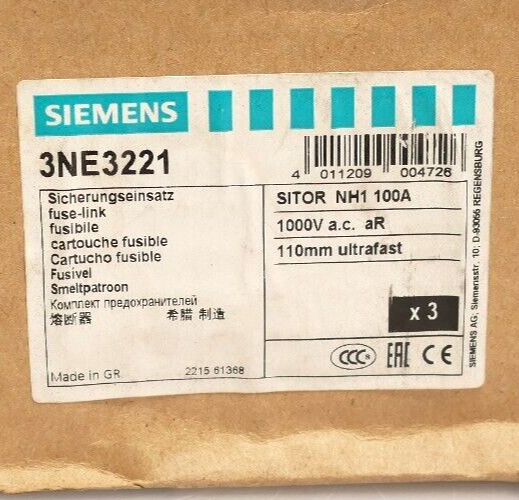 SIEMENS
3NE3221
4 011209 004726
Sicherungseinsatz
fuse-link
fusibile
cartouche fusible
Cartucho fusible
Fusivel
Smeltpatroon
Комплект предохранителей
熔断器 希腊 制造
Made in GR.
2215 61368
SITOR NH1 100A
1000V a.c. aR
110mm ultrafast
x 3
CCC S EAC CE
SIEMENS AG, Siemensstr. 10; D-93055 REGENSBURG